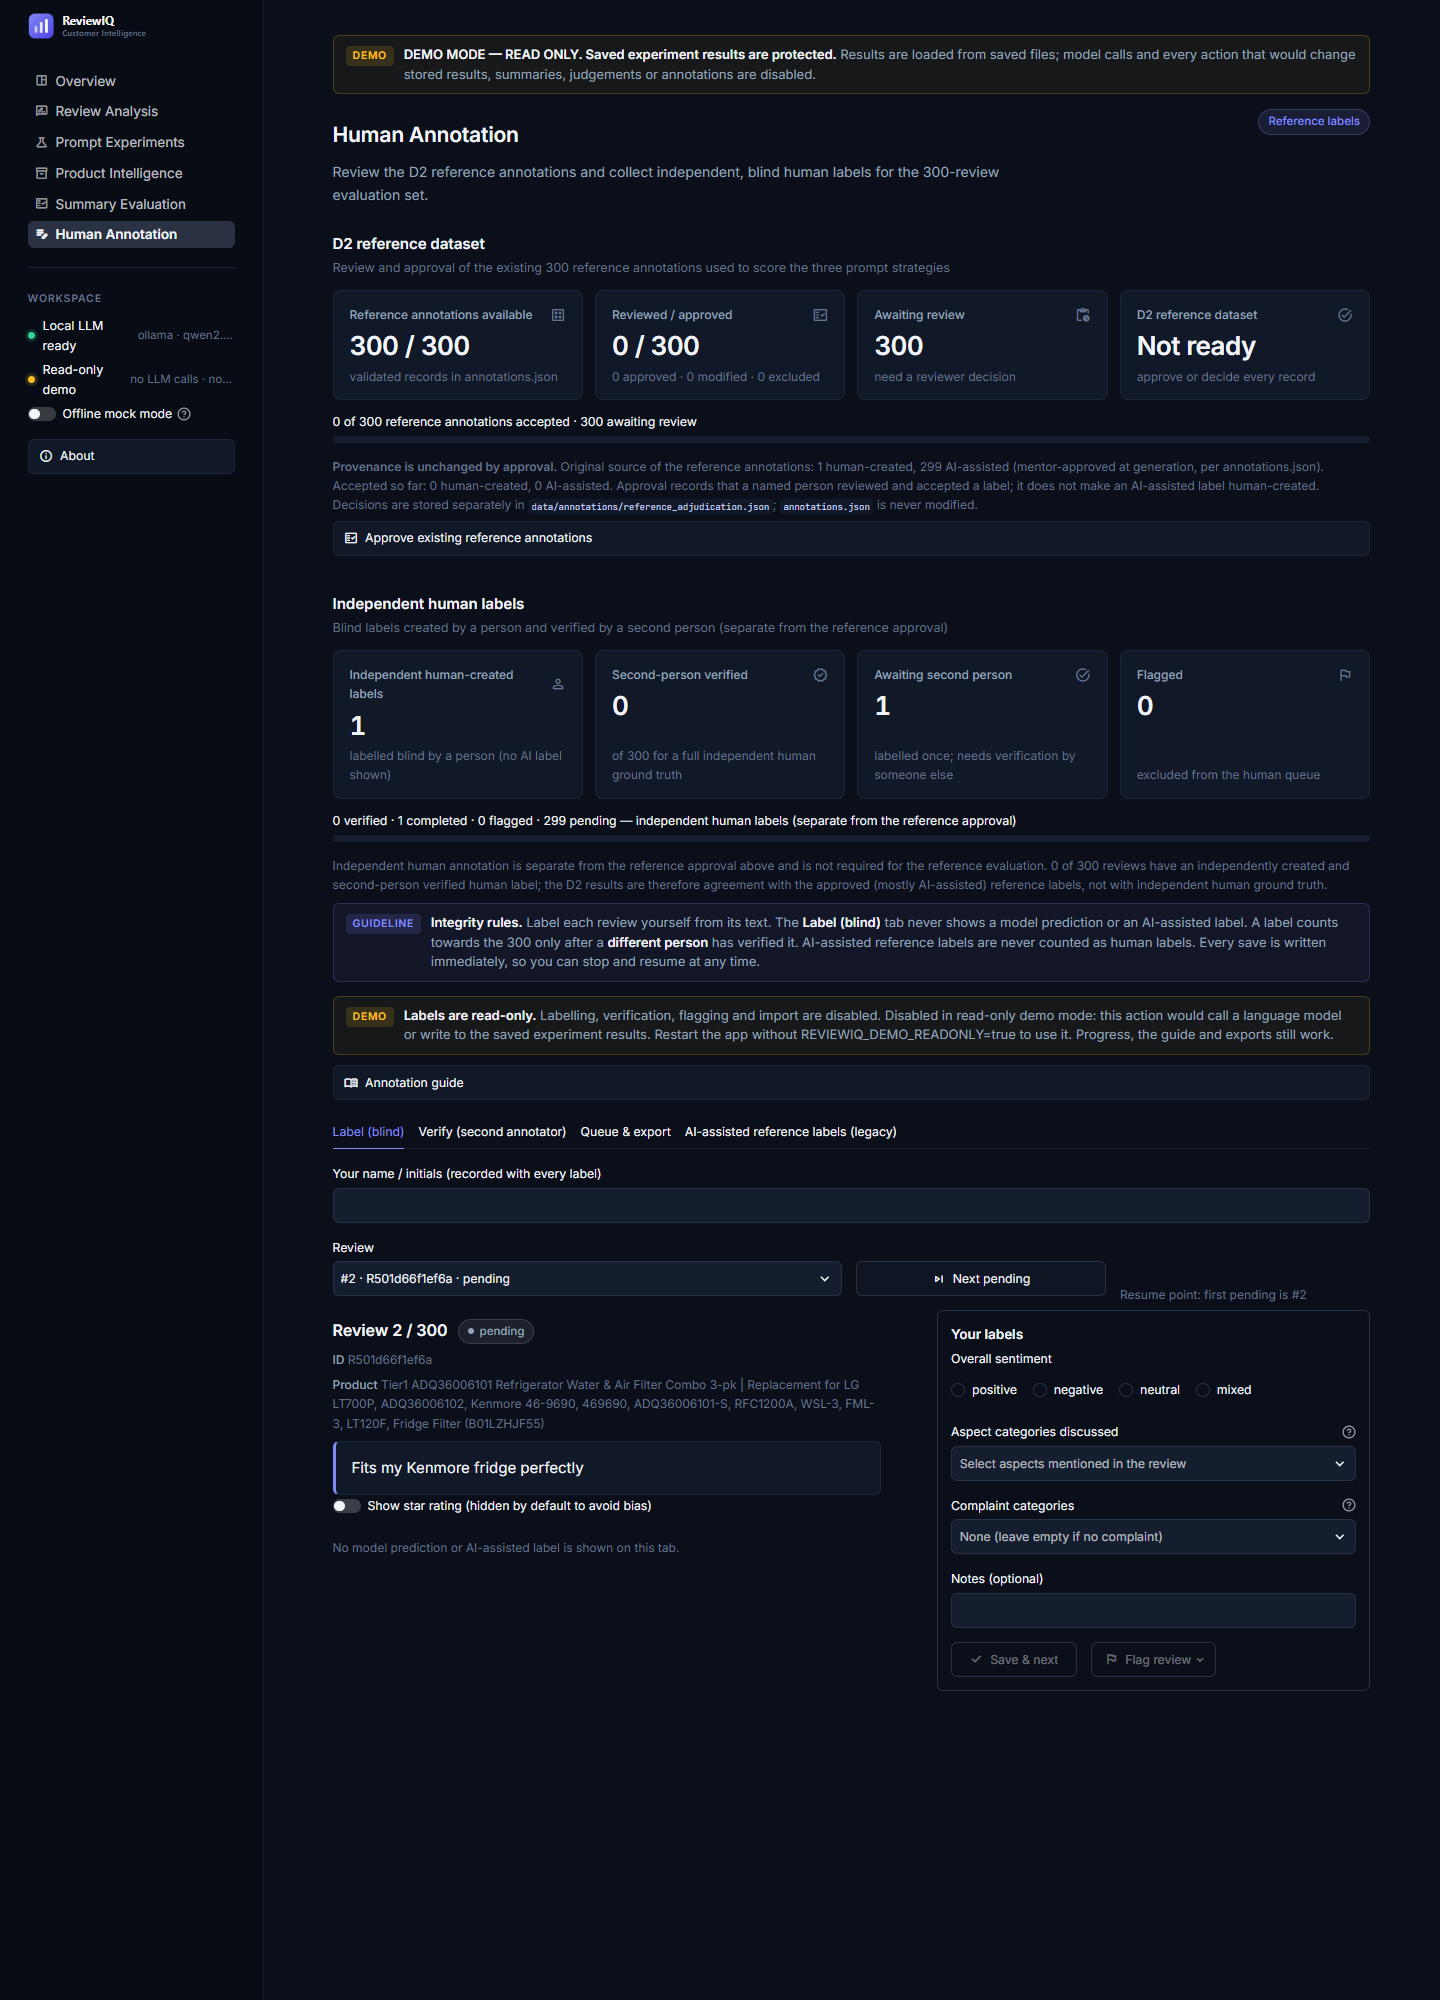 ReviewIQ
Customer Intelligence
Overview
Review Analysis
Prompt Experiments
Product Intelligence
Summary Evaluation
Human Annotation
WORKSPACE
Local LLM ready
ollama · qwen2....
Read-only demo
no LLM calls · no...
Offline mock mode
About
DEMO
DEMO MODE — READ ONLY. Saved experiment results are protected. Results are loaded from saved files; model calls and every action that would change
stored results, summaries, judgements or annotations are disabled.
Human Annotation
Reference labels
Review the D2 reference annotations and collect independent, blind human labels for the 300-review
evaluation set.
D2 reference dataset
Review and approval of the existing 300 reference annotations used to score the three prompt strategies
Reference annotations available
300 / 300
validated records in annotations.json
Reviewed / approved
0 / 300
0 approved · 0 modified · 0 excluded
Awaiting review
300
need a reviewer decision
D2 reference dataset
Not ready
approve or decide every record
0 of 300 reference annotations accepted · 300 awaiting review
Provenance is unchanged by approval. Original source of the reference annotations: 1 human-created, 299 AI-assisted (mentor-approved at generation, per annotations.json).
Accepted so far: 0 human-created, 0 AI-assisted. Approval records that a named person reviewed and accepted a label; it does not make an AI-assisted label human-created.
Decisions are stored separately in data/annotations/reference_adjudication.json; annotations.json is never modified.
Approve existing reference annotations
Independent human labels
Blind labels created by a person and verified by a second person (separate from the reference approval)
Independent human-created
labels
1
labelled blind by a person (no AI label
shown)
Second-person verified
0
of 300 for a full independent human
ground truth
Awaiting second person
1
labelled once; needs verification by
someone else
Flagged
0
excluded from the human queue
0 verified · 1 completed · 0 flagged · 299 pending — independent human labels (separate from the reference approval)
Independent human annotation is separate from the reference approval above and is not required for the reference evaluation. 0 of 300 reviews have an independently created and
second-person verified human label; the D2 results are therefore agreement with the approved (mostly AI-assisted) reference labels, not with independent human ground truth.
GUIDELINE
Integrity rules. Label each review yourself from its text. The Label (blind) tab never shows a model prediction or an AI-assisted label. A label counts
towards the 300 only after a different person has verified it. AI-assisted reference labels are never counted as human labels. Every save is written
immediately, so you can stop and resume at any time.
DEMO
Labels are read-only. Labelling, verification, flagging and import are disabled. Disabled in read-only demo mode: this action would call a language model
or write to the saved experiment results. Restart the app without REVIEWIQ_DEMO_READONLY=true to use it. Progress, the guide and exports still work.
Annotation guide
Label (blind)
Verify (second annotator)
Queue & export
AI-assisted reference labels (legacy)
Your name / initials (recorded with every label)
Review
#2 · R501d66f1ef6a · pending
Next pending
Resume point: first pending is #2
Review 2 / 300
pending
ID R501d66f1ef6a
Product Tier1 ADQ36006101 Refrigerator Water & Air Filter Combo 3-pk | Replacement for LG
LT700P, ADQ36006102, Kenmore 46-9690, 469690, ADQ36006101-S, RFC1200A, WSL-3, FML-
3, LT120F, Fridge Filter (B01LZHJF55)
Fits my Kenmore fridge perfectly
Show star rating (hidden by default to avoid bias)
No model prediction or AI-assisted label is shown on this tab.
Your labels
Overall sentiment
positive
negative
neutral
mixed
Aspect categories discussed
Select aspects mentioned in the review
Complaint categories
None (leave empty if no complaint)
Notes (optional)
Save & next
Flag review